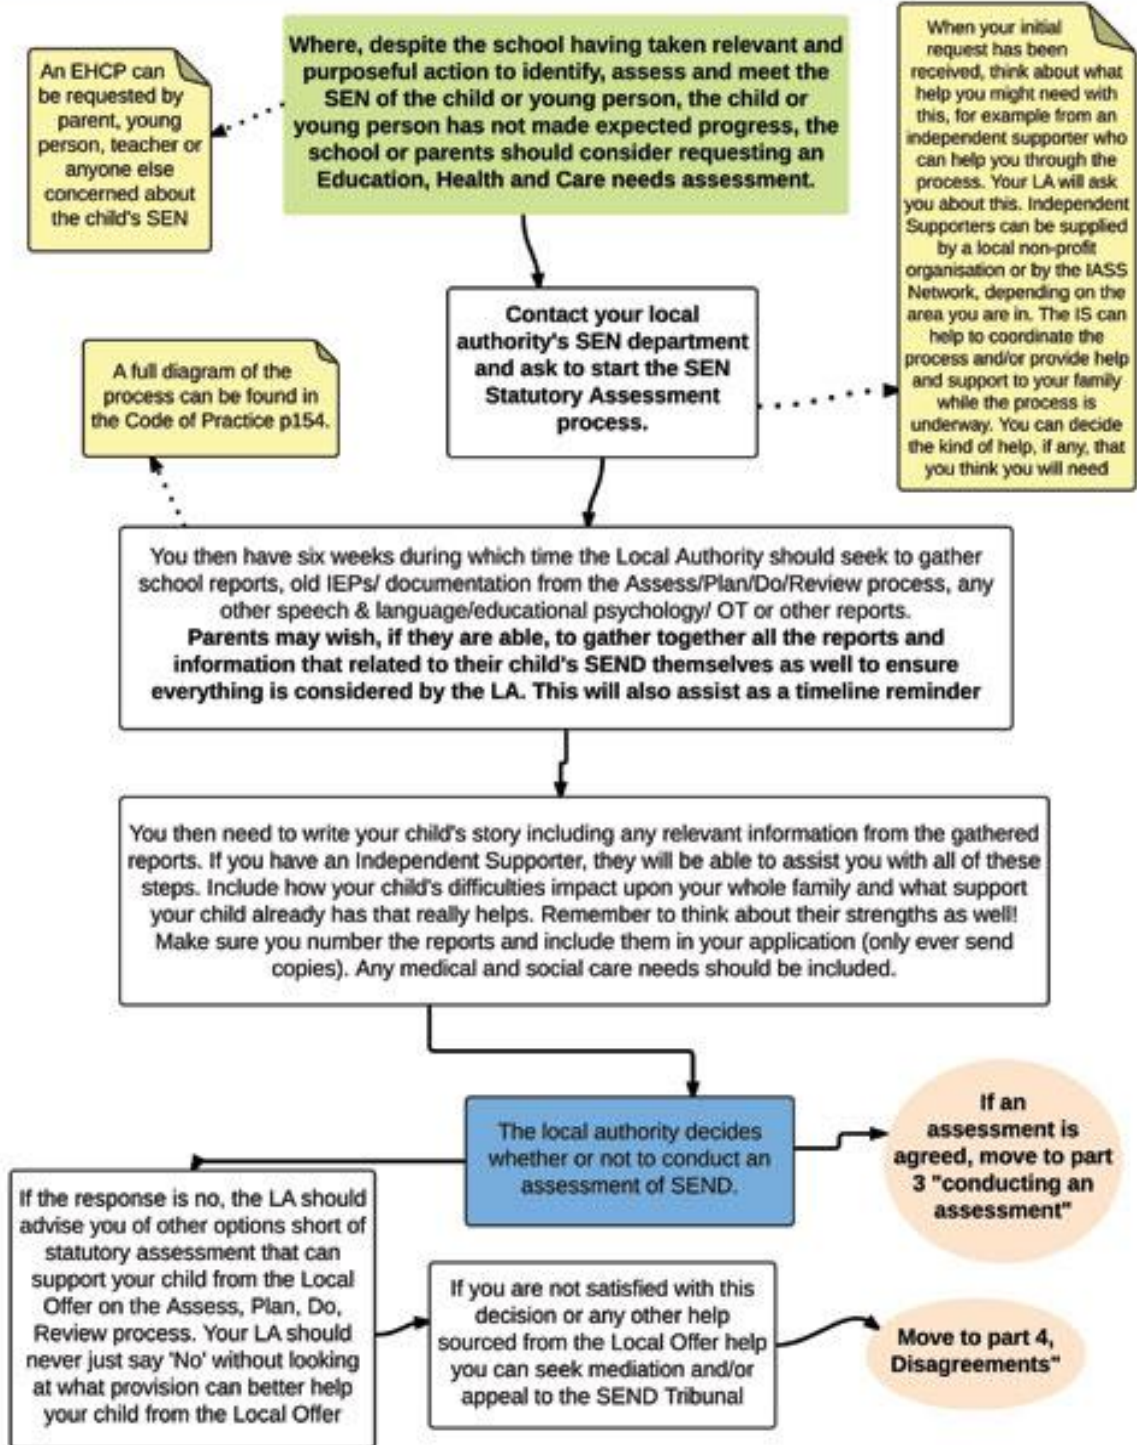 An EHCP can
be requested by
parent, young
person, teacher or
anyone else
concerned about
the child's SEN
Where, despite the school having taken relevant and
purposeful action to identify, assess and meet the
SEN of the child or young person, the child or
young person has not made expected progress, the
school or parents should consider requesting an
Education, Health and Care needs assessment.
When your initial
request has been
received, think about what
help you might need with
this, for example from an
independent supporter who
can help you through the
process. Your LA will ask
you about this. Independent
Supporters can be supplied
by a local non-profit
organisation or by the IASS
Network, depending on the
area you are in. The IS can
help to coordinate the
process and/or provide help
and support to your family
while the process is
underway. You can decide
the kind of help, if any, that
you think you will need
Contact your local
authority's SEN department
and ask to start the SEN
Statutory Assessment
process.
A full diagram of the
process can be found in
the Code of Practice p154.
You then have six weeks during which time the Local Authority should seek to gather
school reports, old IEPs/ documentation from the Assess/Plan/Do/Review process, any
other speech & language/educational psychology/ OT or other reports.
Parents may wish, if they are able, to gather together all the reports and
information that related to their child's SEND themselves as well to ensure
everything is considered by the LA. This will also assist as a timeline reminder
You then need to write your child's story including any relevant information from the gathered
reports. If you have an Independent Supporter, they will be able to assist you with all of these
steps. Include how your child's difficulties impact upon your whole family and what support
your child already has that really helps. Remember to think about their strengths as well!
Make sure you number the reports and include them in your application (only ever send
copies). Any medical and social care needs should be included.
The local authority decides
whether or not to conduct an
assessment of SEND.
If an
assessment is
agreed, move to part
3 "conducting an
assessment"
If the response is no, the LA should
advise you of other options short of
statutory assessment that can
support your child from the Local
Offer on the Assess, Plan, Do,
Review process. Your LA should
never just say 'No' without looking
at what provision can better help
your child from the Local Offer
If you are not satisfied with this
decision or any other help
sourced from the Local Offer help
you can seek mediation and/or
appeal to the SEND Tribunal
Move to part 4,
Disagreements"